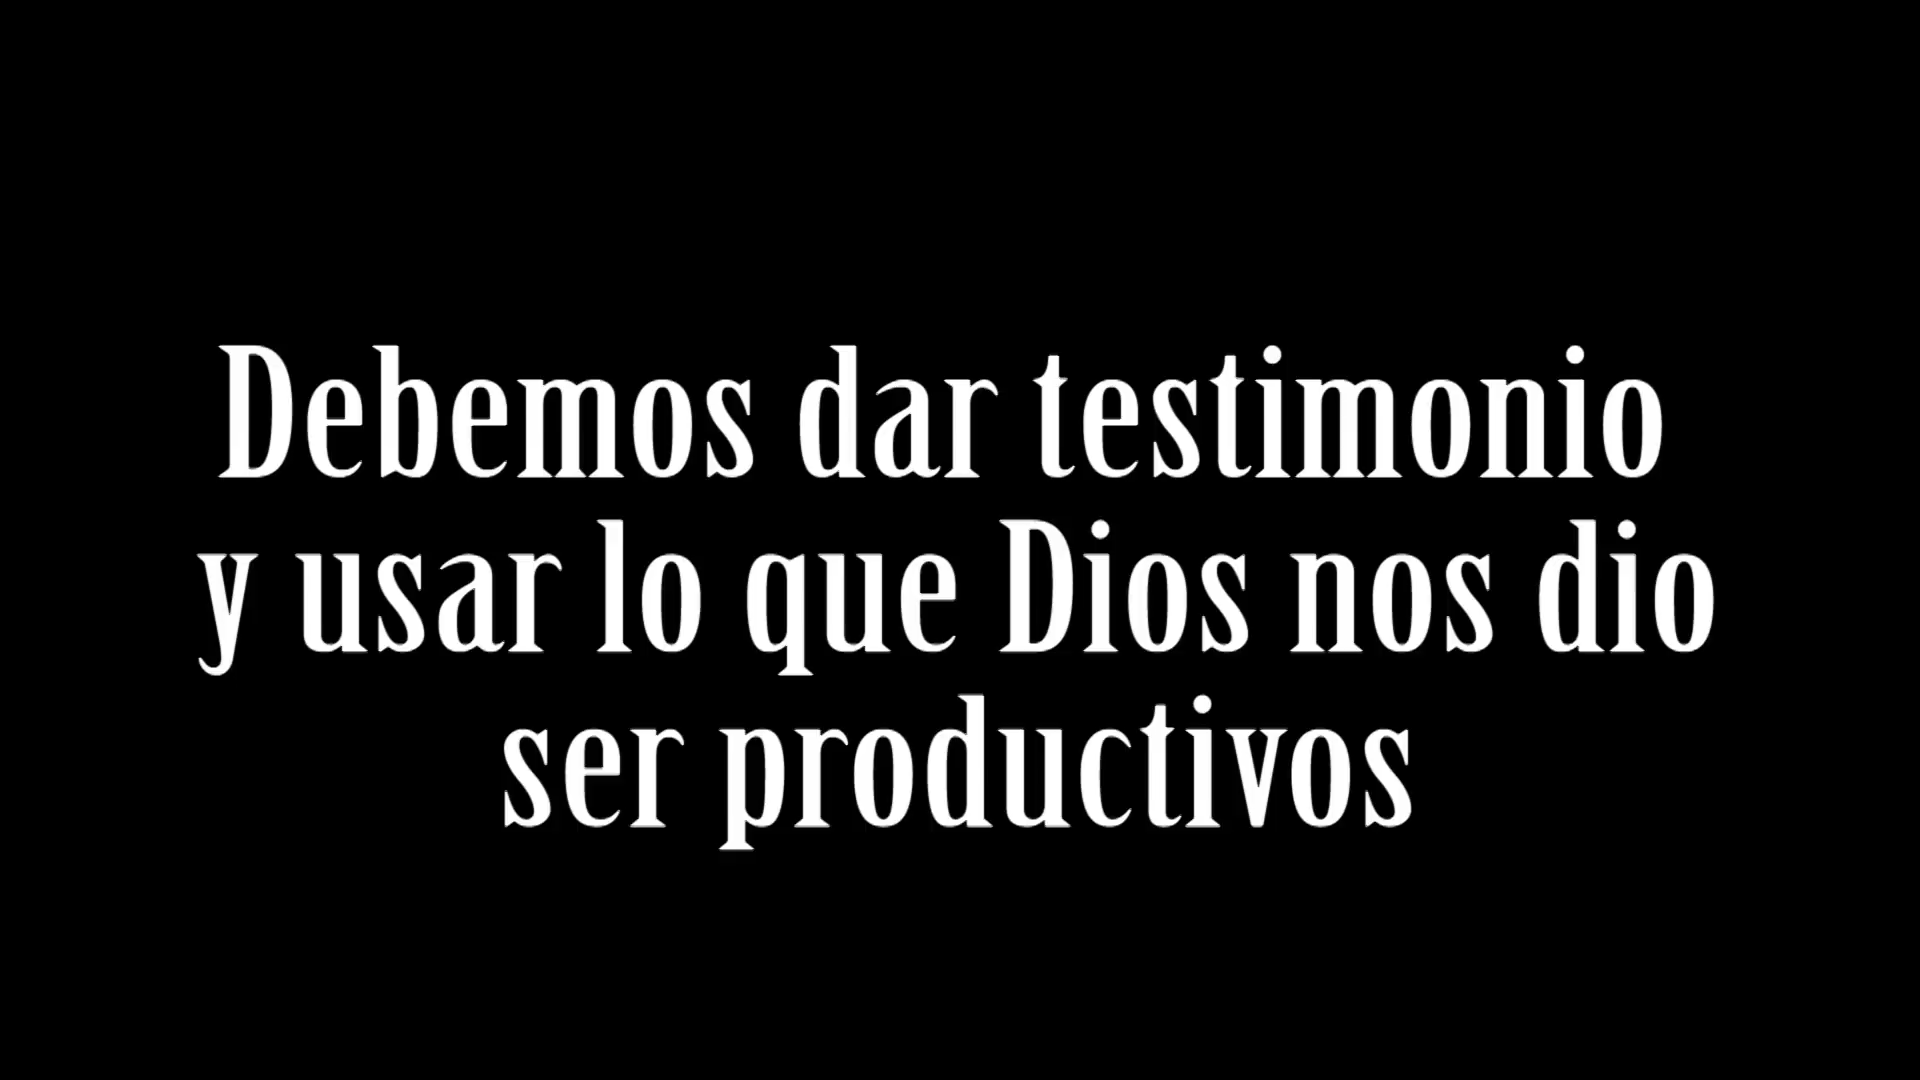 Debemos dar testimonio
y usar lo que Dios nos dio
ser productivos